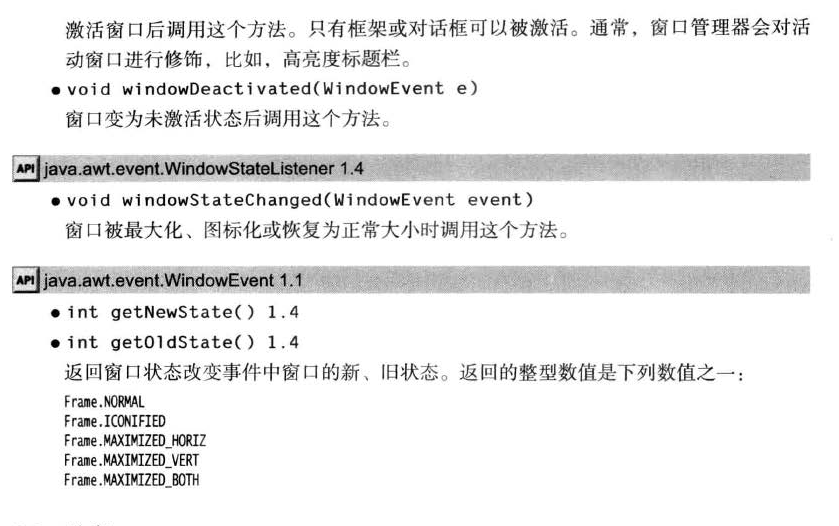 激活窗口后调用这个方法。只有框架或对话框可以被激活。通常，窗口管理器会对活
动窗口进行修饰，比如，高亮度标题栏。
● void windowDeactivated(WindowEvent e)
窗口变为未激活状态后调用这个方法。
API java.awt.event.WindowStateListener 1.4
● void windowStateChanged(WindowEvent event)
窗口被最大化、图标化或恢复为正常大小时调用这个方法。
API java.awt.event.WindowEvent 1.1
● int getNewState() 1.4
● int getOldState() 1.4
返回窗口状态改变事件中窗口的新、旧状态。返回的整型数值是下列数值之一：
Frame.NORMAL
Frame.ICONIFIED
Frame.MAXIMIZED_HORIZ
Frame.MAXIMIZED_VERT
Frame.MAXIMIZED_BOTH